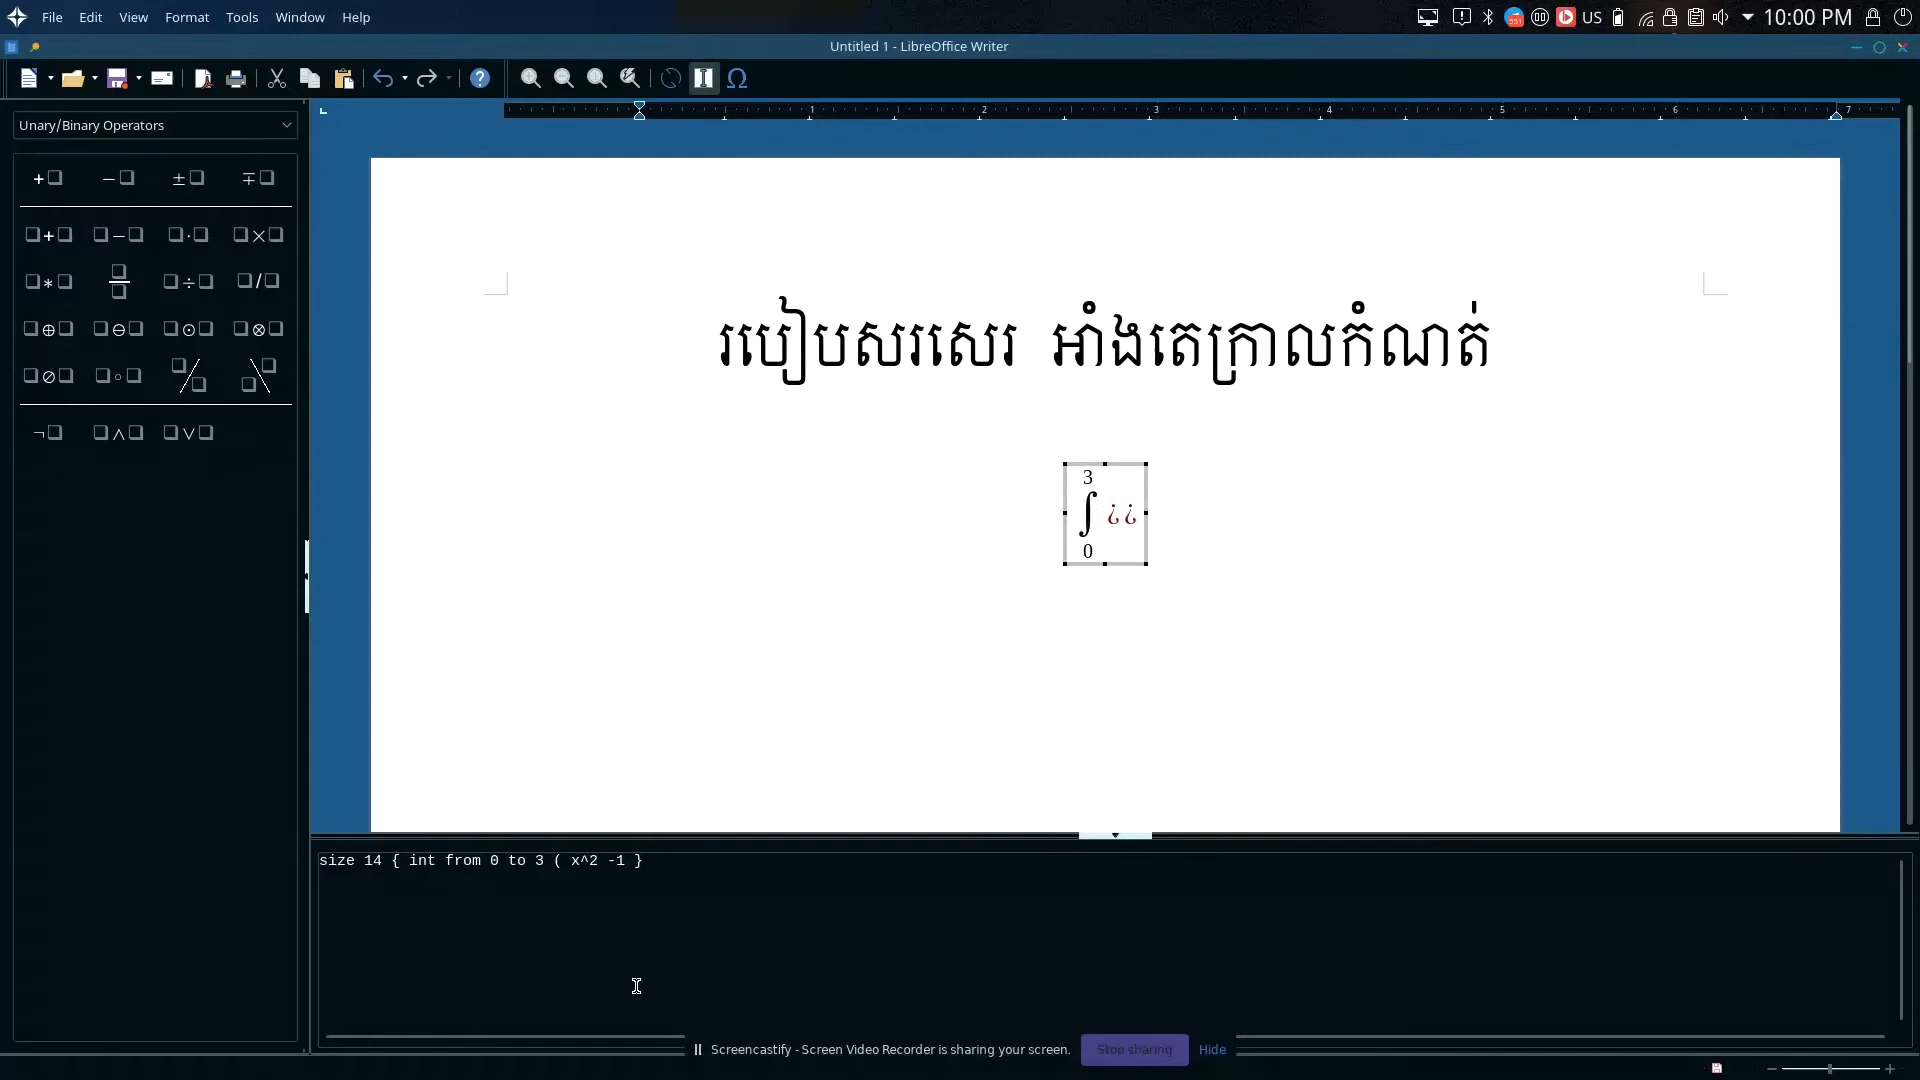 File Edit View Format Tools Window Help
551 US 10:00 PM
Untitled 1 - LibreOffice Writer
Unary/Binary Operators
1 2 3 4 5 6 7
+❏ −❏ ±❏ ∓❏
❏+❏ ❏−❏ ❏·❏ ❏×❏
❏∗❏ ❏÷❏ ❏/❏
❏⊕❏ ❏⊖❏ ❏⊙❏ ❏⊗❏
❏⊘❏ ❏∘❏
¬❏ ❏∧❏ ❏∨❏
របៀបសរសេរ អាំងតេក្រាលកំណត់
3
∫ ¿¿
0
size 14 { int from 0 to 3 ( x^2 -1 }
Screencastify - Screen Video Recorder is sharing your screen. Stop sharing Hide